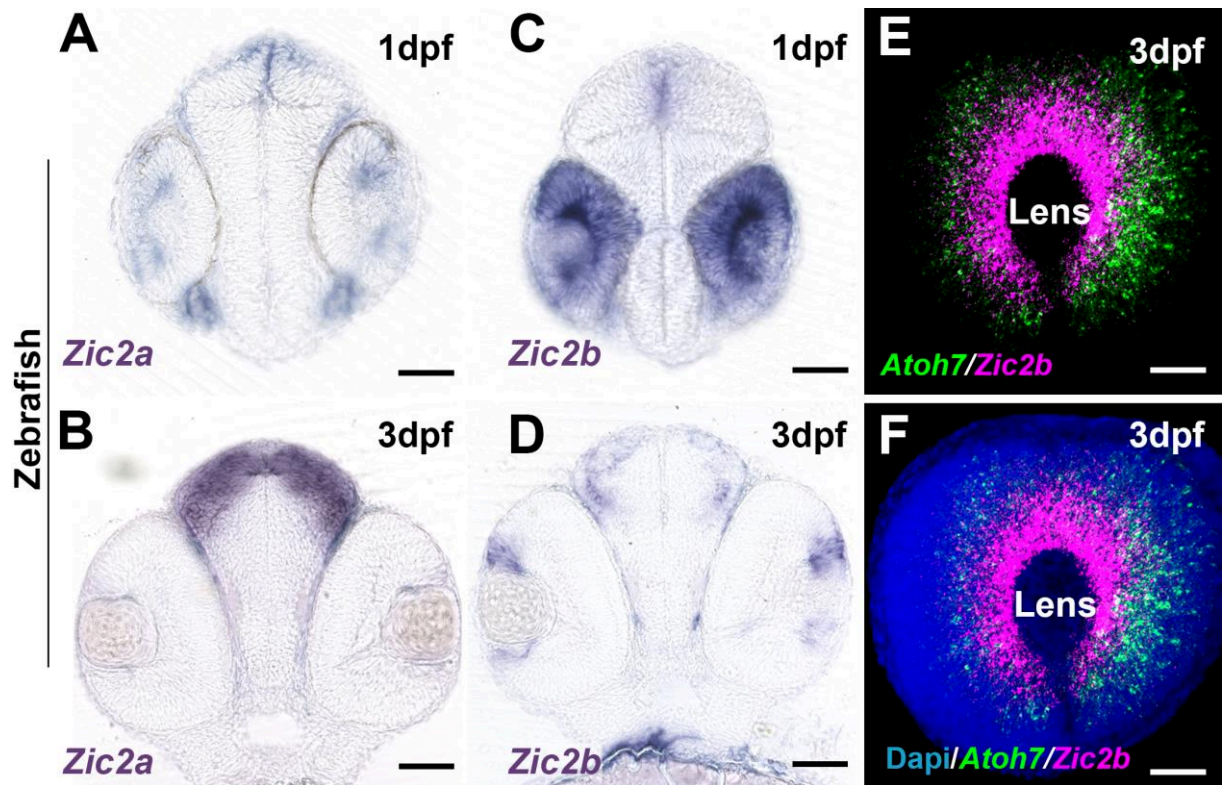 A
1dpf
Zic2a
B
3dpf
Zic2a
C
1dpf
Zic2b
D
3dpf
Zic2b
E
3dpf
Lens
Atoh7/Zic2b
F
3dpf
Lens
Dapi/Atoh7/Zic2b
Zebrafish